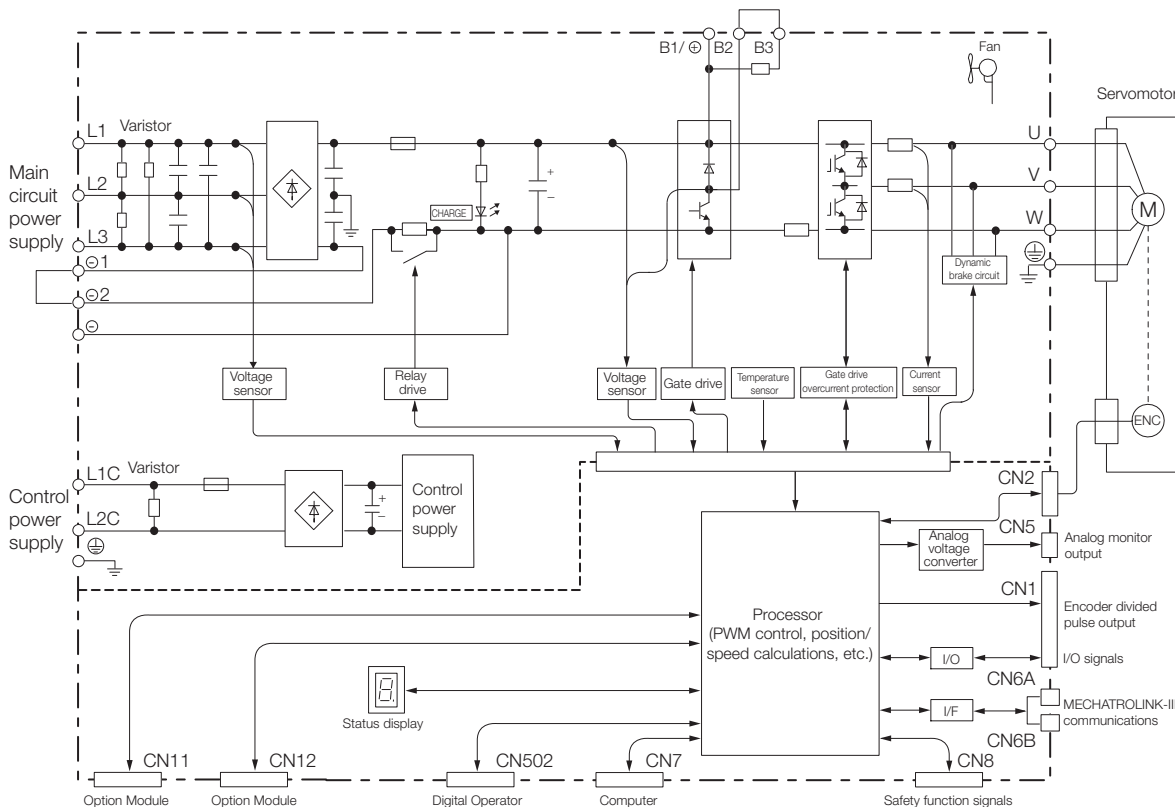 B1/ ⊕ B2 B3
Fan
Servomotor
L1 Varistor
U
Main
circuit
power
supply
L2
V
M
CHARGE
L3
W
⊖1
Dynamic
brake circuit
⊖2
⊖
Voltage
sensor
Relay
drive
Voltage
sensor
Gate drive
Temperature
sensor
Gate drive
overcurrent protection
Current
sensor
ENC
L1C Varistor
CN2
Control
power
supply
L2C
+
–
Control
power
supply
CN5
Analog
voltage
converter
Analog monitor
output
CN1
Processor
(PWM control, position/
speed calculations, etc.)
Encoder divided
pulse output
I/O
I/O signals
CN6A
8.
Status display
I/F
MECHATROLINK-III
communications
CN6B
CN11 CN12 CN502 CN7 CN8
Option Module Option Module Digital Operator Computer Safety function signals